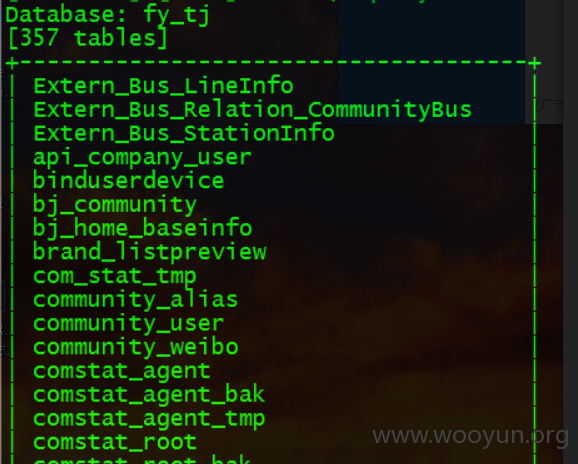 Database: fy_tj
[357 tables]
+---------------------------------------+
| Extern_Bus_LineInfo |
| Extern_Bus_Relation_CommunityBus |
| Extern_Bus_StationInfo |
| api_company_user |
| binduserdevice |
| bj_community |
| bj_home_baseinfo |
| brand_listpreview |
| com_stat_tmp |
| community_alias |
| community_user |
| community_weibo |
| comstat_agent |
| comstat_agent_bak |
| comstat_agent_tmp |
| comstat_root |
| comstat_root_bak |
www.wooyun.org